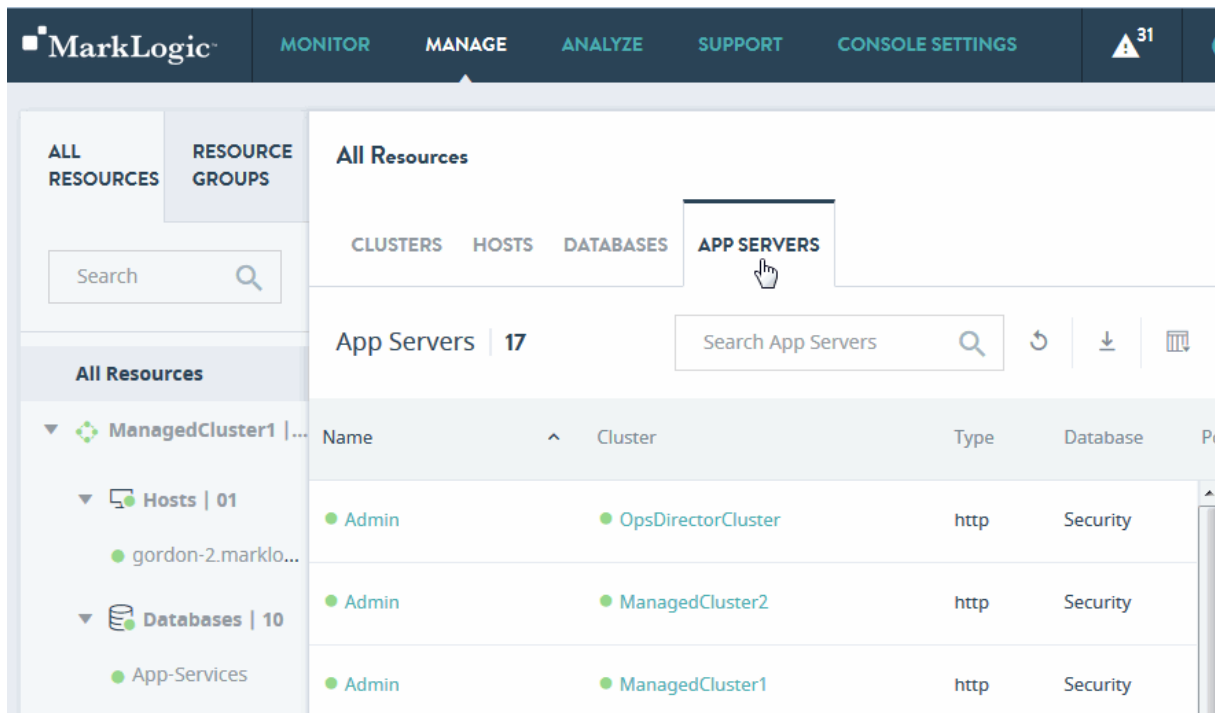 MarkLogic™
MONITOR
MANAGE
ANALYZE
SUPPORT
CONSOLE SETTINGS
31
ALL
RESOURCES
RESOURCE
GROUPS
Search
All Resources
ManagedCluster1 |...
Hosts | 01
gordon-2.marklo...
Databases | 10
App-Services
All Resources
CLUSTERS
HOSTS
DATABASES
APP SERVERS
App Servers | 17
Search App Servers
Name Cluster Type Database
Admin OpsDirectorCluster http Security
Admin ManagedCluster2 http Security
Admin ManagedCluster1 http Security